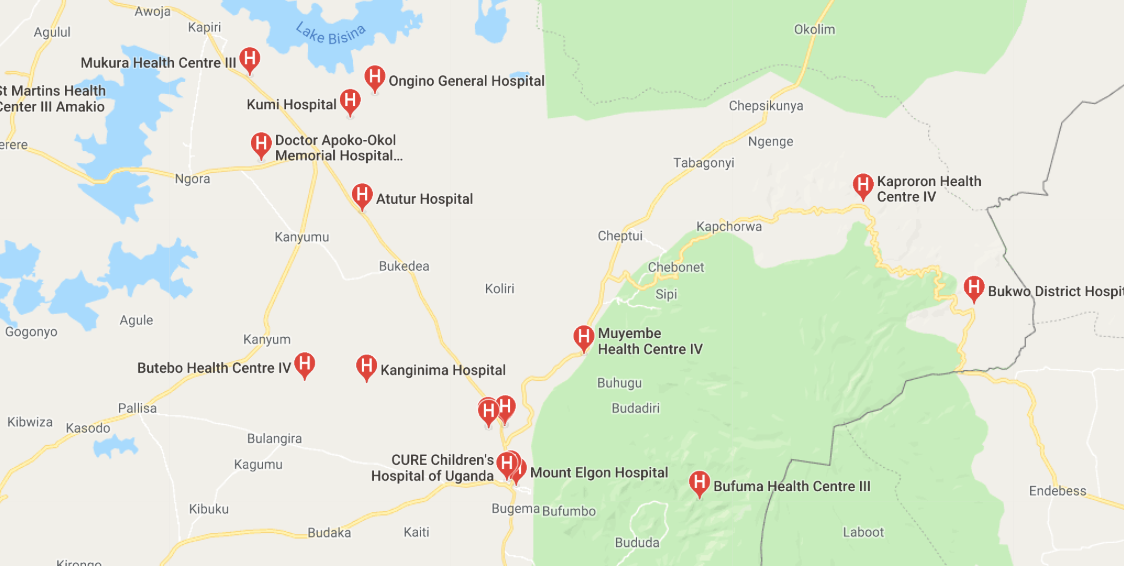 Awoja
Kapiri
Agulul
Lake Bisina
Okolim
Mukura Health Centre III
Ongino General Hospital
St Martins Health
Center III Amakio
Kumi Hospital
Chepsikunya
Doctor Apoko-Okol
Memorial Hospital...
Ngenge
erere
Tabagonyi
Ngora
Kaproron Health
Centre IV
Atutur Hospital
Kapchorwa
Kanyumu
Cheptui
Bukedea
Chebonet
Koliri
Sipi
Bukwo District Hospit
Agule
Gogonyo
Kanyum
Muyembe
Health Centre IV
Butebo Health Centre IV
Kanginima Hospital
Buhugu
Pallisa
Budadiri
Kibwiza
Kasodo
Bulangira
Kagumu
CURE Children's
Hospital of Uganda
Mount Elgon Hospital
Bufuma Health Centre III
Endebess
Kibuku
Bugema
Bufumbo
Budaka
Kaiti
Laboot
Bududa
Kirongo